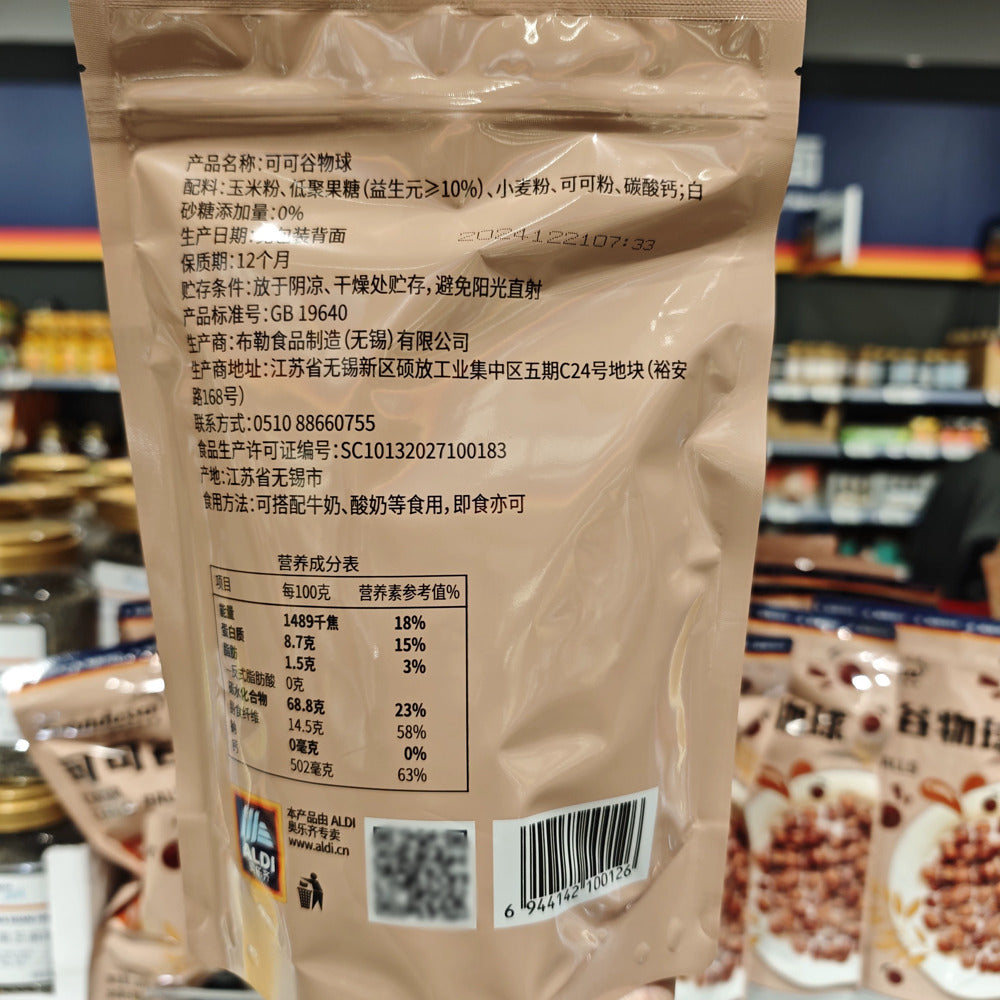 产品名称：可可谷物球
配料：玉米粉、低聚果糖(益生元≥10%)、小麦粉、可可粉、碳酸钙；白
砂糖添加量：0%
生产日期：见包装背面
2024122107:33
保质期：12个月
贮存条件：放于阴凉、干燥处贮存，避免阳光直射
产品标准号：GB 19640
生产商：布勒食品制造(无锡)有限公司
生产商地址：江苏省无锡新区硕放工业集中区五期C24号地块(裕安
路168号)
联系方式：0510 88660755
食品生产许可证编号：SC10132027100183
产地：江苏省无锡市
食用方法：可搭配牛奶、酸奶等食用，即食亦可
营养成分表
项目 每100克 营养素参考值%
能量 1489千焦 18%
蛋白质 8.7克 15%
脂肪 1.5克 3%
—反式脂肪酸 0克
碳水化合物 68.8克 23%
膳食纤维 14.5克 58%
钠 0毫克 0%
钙 502毫克 63%
ALDI
本产品由 ALDI
奥乐齐专卖
www.aldi.cn
6 944142 100126
可可
球
谷物球